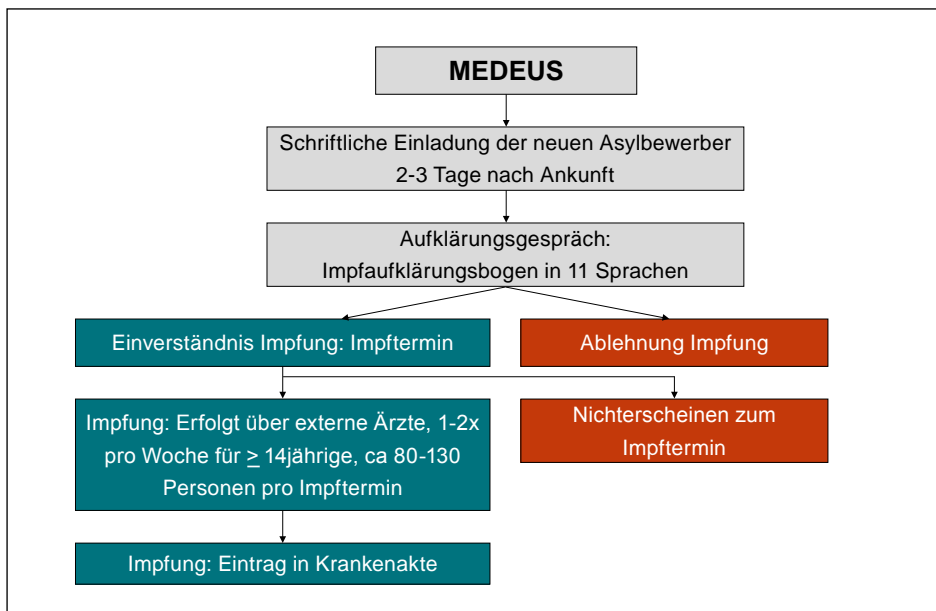 MEDEUS
Schriftliche Einladung der neuen Asylbewerber
2-3 Tage nach Ankunft
Aufklärungsgespräch:
Impfaufklärungsbogen in 11 Sprachen
Einverständnis Impfung: Impftermin
Ablehnung Impfung
Impfung: Erfolgt über externe Ärzte, 1-2x
pro Woche für ≥ 14jährige, ca 80-130
Personen pro Impftermin
Nichterscheinen zum
Impftermin
Impfung: Eintrag in Krankenakte